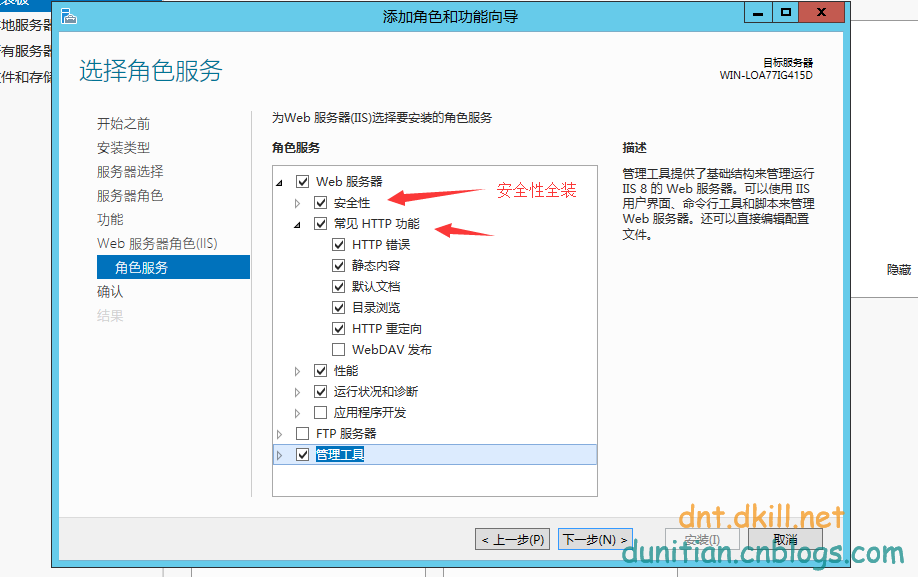 添加角色和功能向导
地服务器
有服务器
件和存储
选择角色服务
目标服务器
WIN-LOA77IG415D
开始之前
安装类型
服务器选择
服务器角色
功能
Web 服务器角色(IIS)
角色服务
确认
结果
为Web 服务器(IIS)选择要安装的角色服务
角色服务
Web 服务器
安全性
安全性全装
常见 HTTP 功能
HTTP 错误
静态内容
默认文档
目录浏览
HTTP 重定向
WebDAV 发布
性能
运行状况和诊断
应用程序开发
FTP 服务器
管理工具
描述
管理工具提供了基础结构来管理运行
IIS 8 的 Web 服务器。可以使用 IIS
用户界面、命令行工具和脚本来管理
Web 服务器。还可以直接编辑配置
文件。
隐藏
< 上一步(P)
下一步(N) >
安装(I)
取消
dnt.dkill.net
dunitian.cnblogs.com